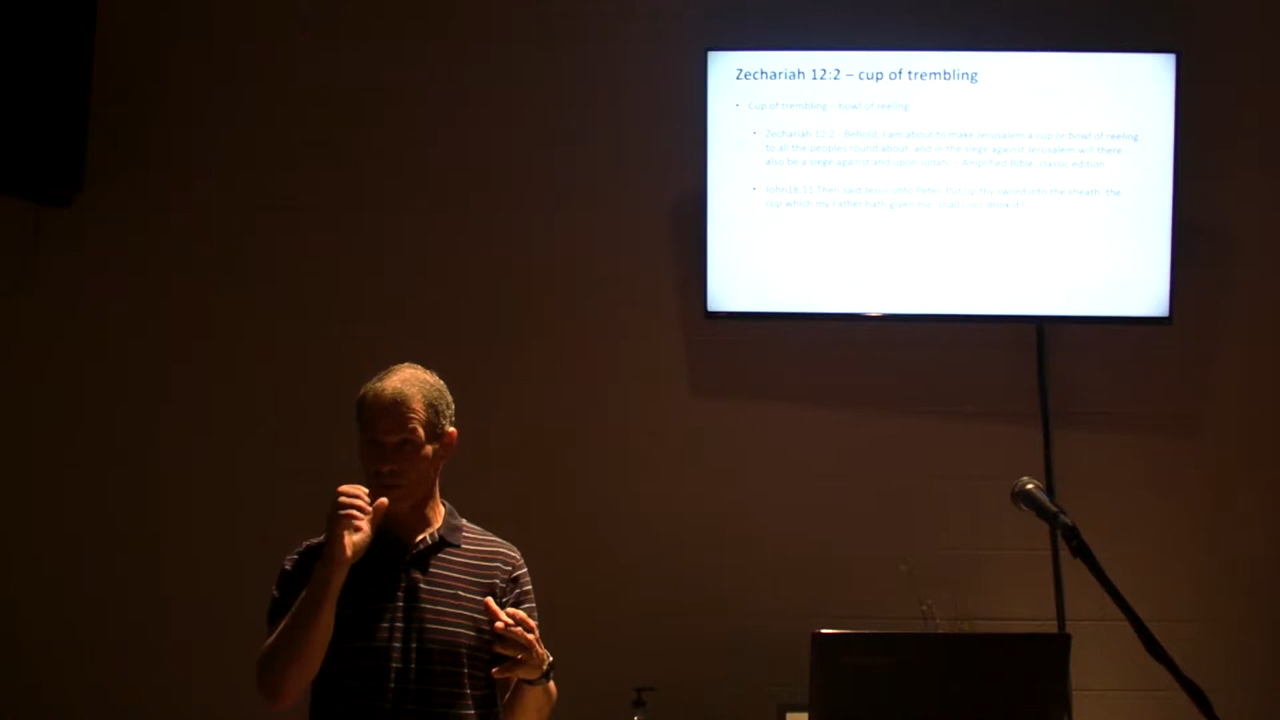 Zechariah 12:2 – cup of trembling
Cup of trembling – bowl of reeling
Zechariah 12:2 - Behold, I am about to make Jerusalem a cup or bowl of reeling
to all the peoples round about, and in the siege against Jerusalem will there
also be a siege against and upon Judah. – Amplified Bible, classic edition
John18:11 Then said Jesus unto Peter, Put up thy sword into the sheath: the
cup which my Father hath given me, shall I not drink it?